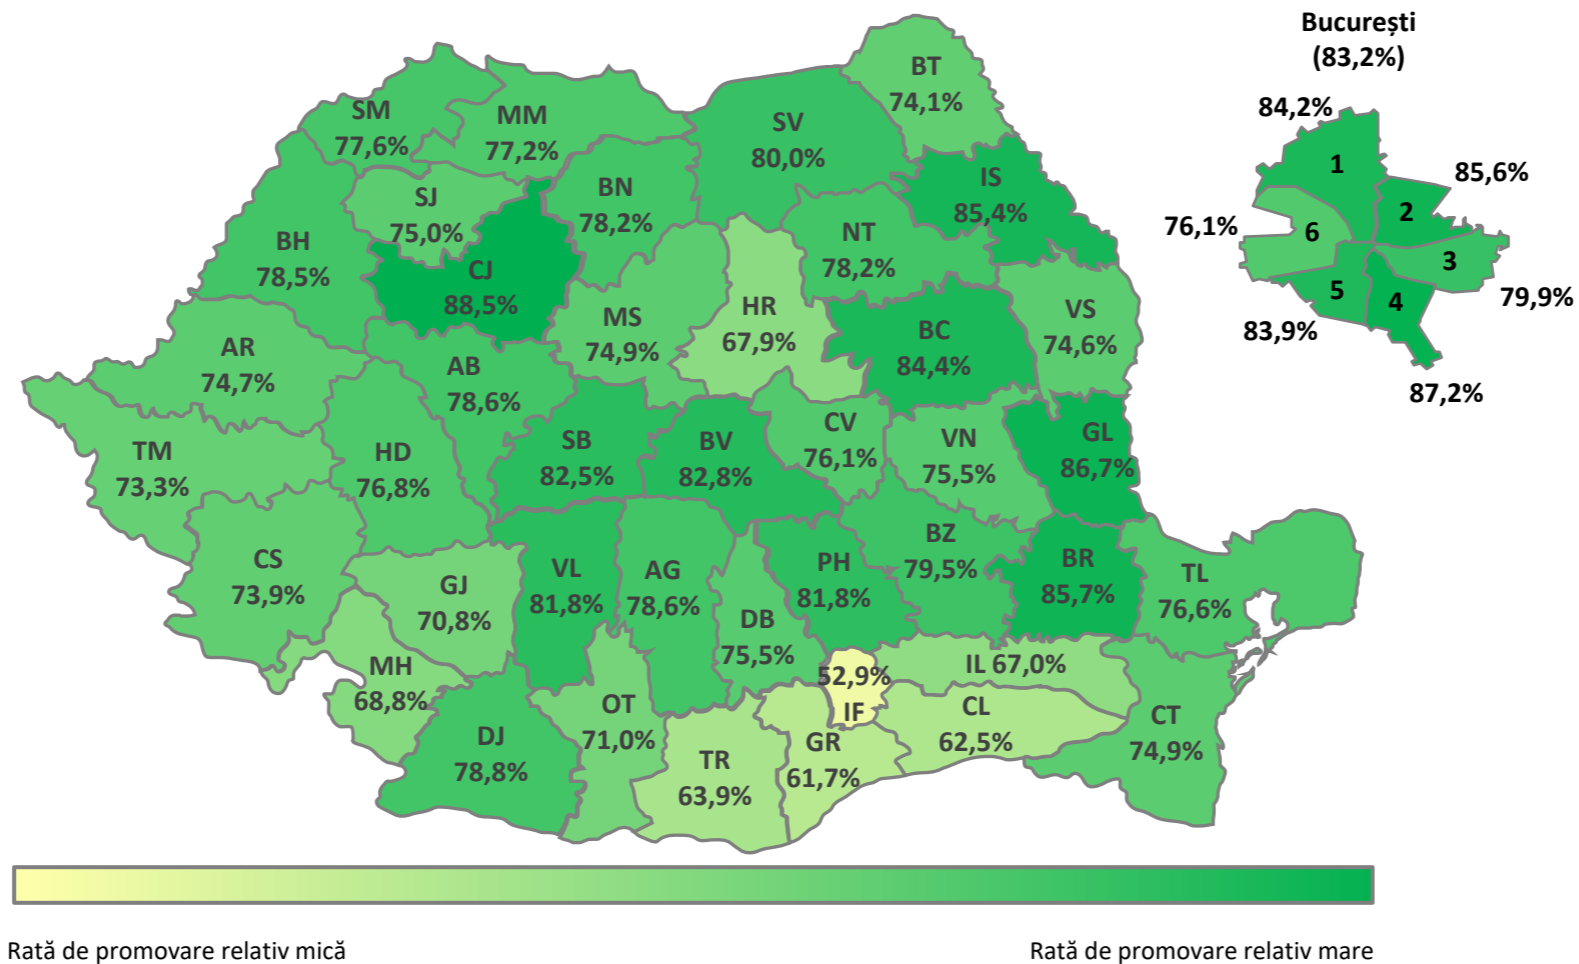 București
(83,2%)
84,2%
1
85,6%
2
76,1%
6
3
79,9%
5
4
83,9%
87,2%
BT
74,1%
SM
77,6%
MM
77,2%
SV
80,0%
IS
85,4%
SJ
75,0%
BN
78,2%
BH
78,5%
CJ
88,5%
NT
78,2%
MS
74,9%
HR
67,9%
BC
84,4%
VS
74,6%
AR
74,7%
AB
78,6%
TM
73,3%
HD
76,8%
SB
82,5%
BV
82,8%
CV
76,1%
VN
75,5%
GL
86,7%
CS
73,9%
GJ
70,8%
VL
81,8%
AG
78,6%
DB
75,5%
PH
81,8%
BZ
79,5%
BR
85,7%
TL
76,6%
MH
68,8%
DJ
78,8%
OT
71,0%
TR
63,9%
52,9%
IF
GR
61,7%
IL 67,0%
CL
62,5%
CT
74,9%
Rată de promovare relativ mică
Rată de promovare relativ mare